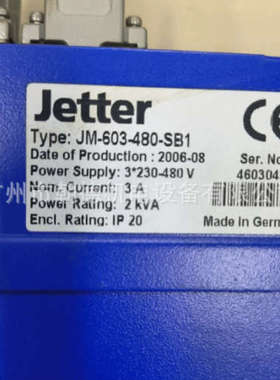 Jetter CE
Type: JM-603-480-SB1
Date of Production : 2006-08 Ser. No
Power Supply: 3*230-480 V 460304
Nom. Current: 3 A
Power Rating: 2 kVA
Encl. Rating: IP 20 Made in Germ